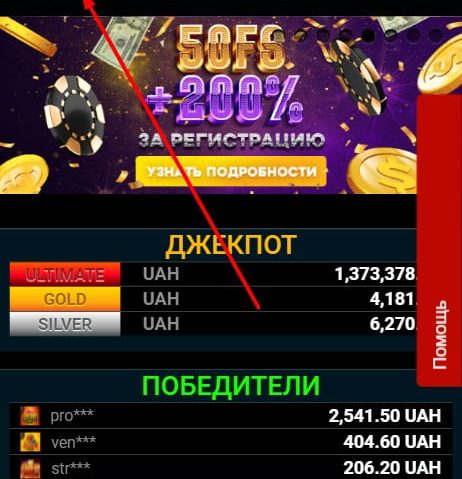 50FS
+200%
ЗА РЕГИСТРАЦИЮ
УЗНАТЬ ПОДРОБНОСТИ
ДЖЕКПОТ
ULTIMATE UAH 1,373,378.
GOLD UAH 4,181.
SILVER UAH 6,270.
Помощь
ПОБЕДИТЕЛИ
pro*** 2,541.50 UAH
ven*** 404.60 UAH
str*** 206.20 UAH